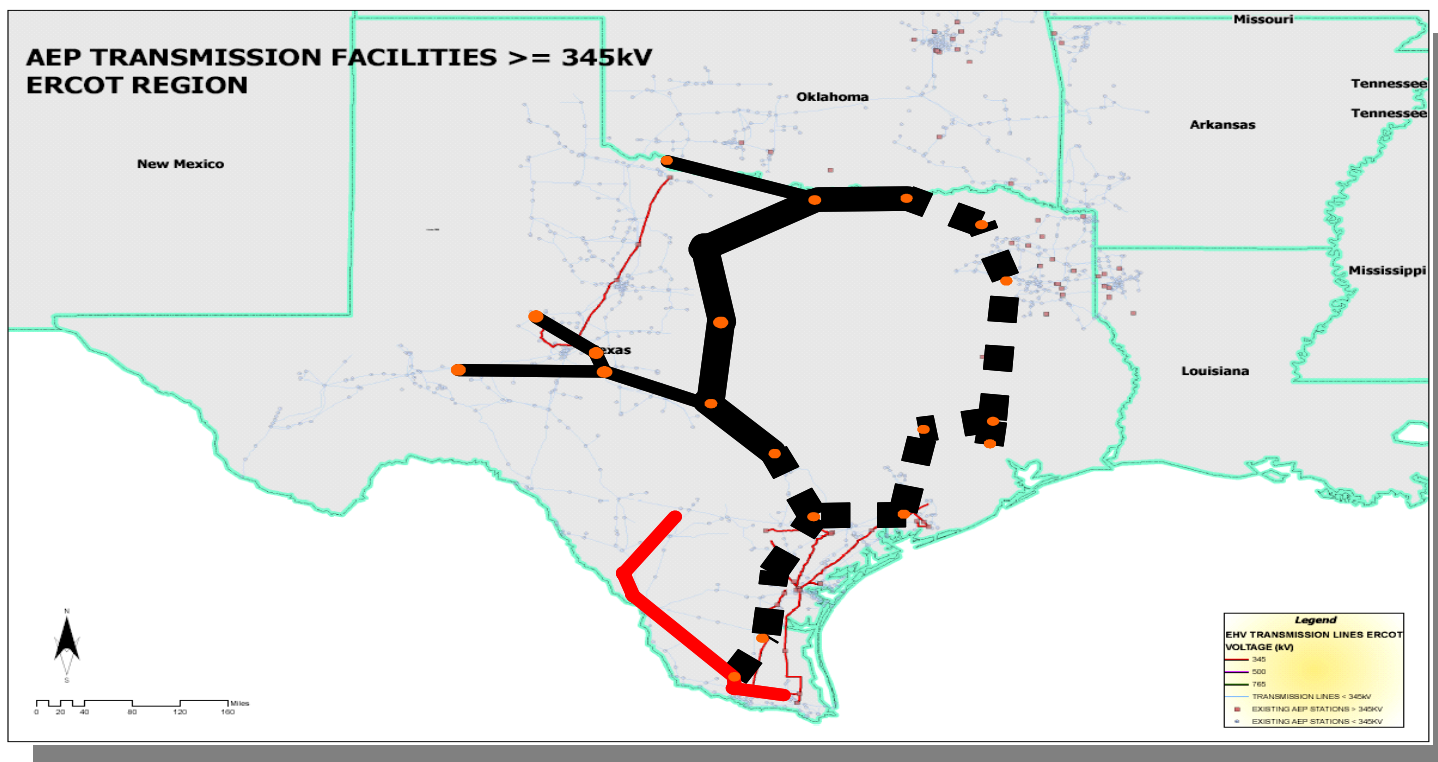 Missouri
AEP TRANSMISSION FACILITIES >= 345kV
ERCOT REGION
Tennessee
Oklahoma
Tennessee
Arkansas
New Mexico
Mississippi
exas
Louisiana
N
S
Miles
0 20 40 80 120 160
Legend
EHV TRANSMISSION LINES ERCOT
VOLTAGE (kV)
345
500
765
TRANSMISSION LINES < 345kV
EXISTING AEP STATIONS > 345KV
EXISTING AEP STATIONS < 345KV